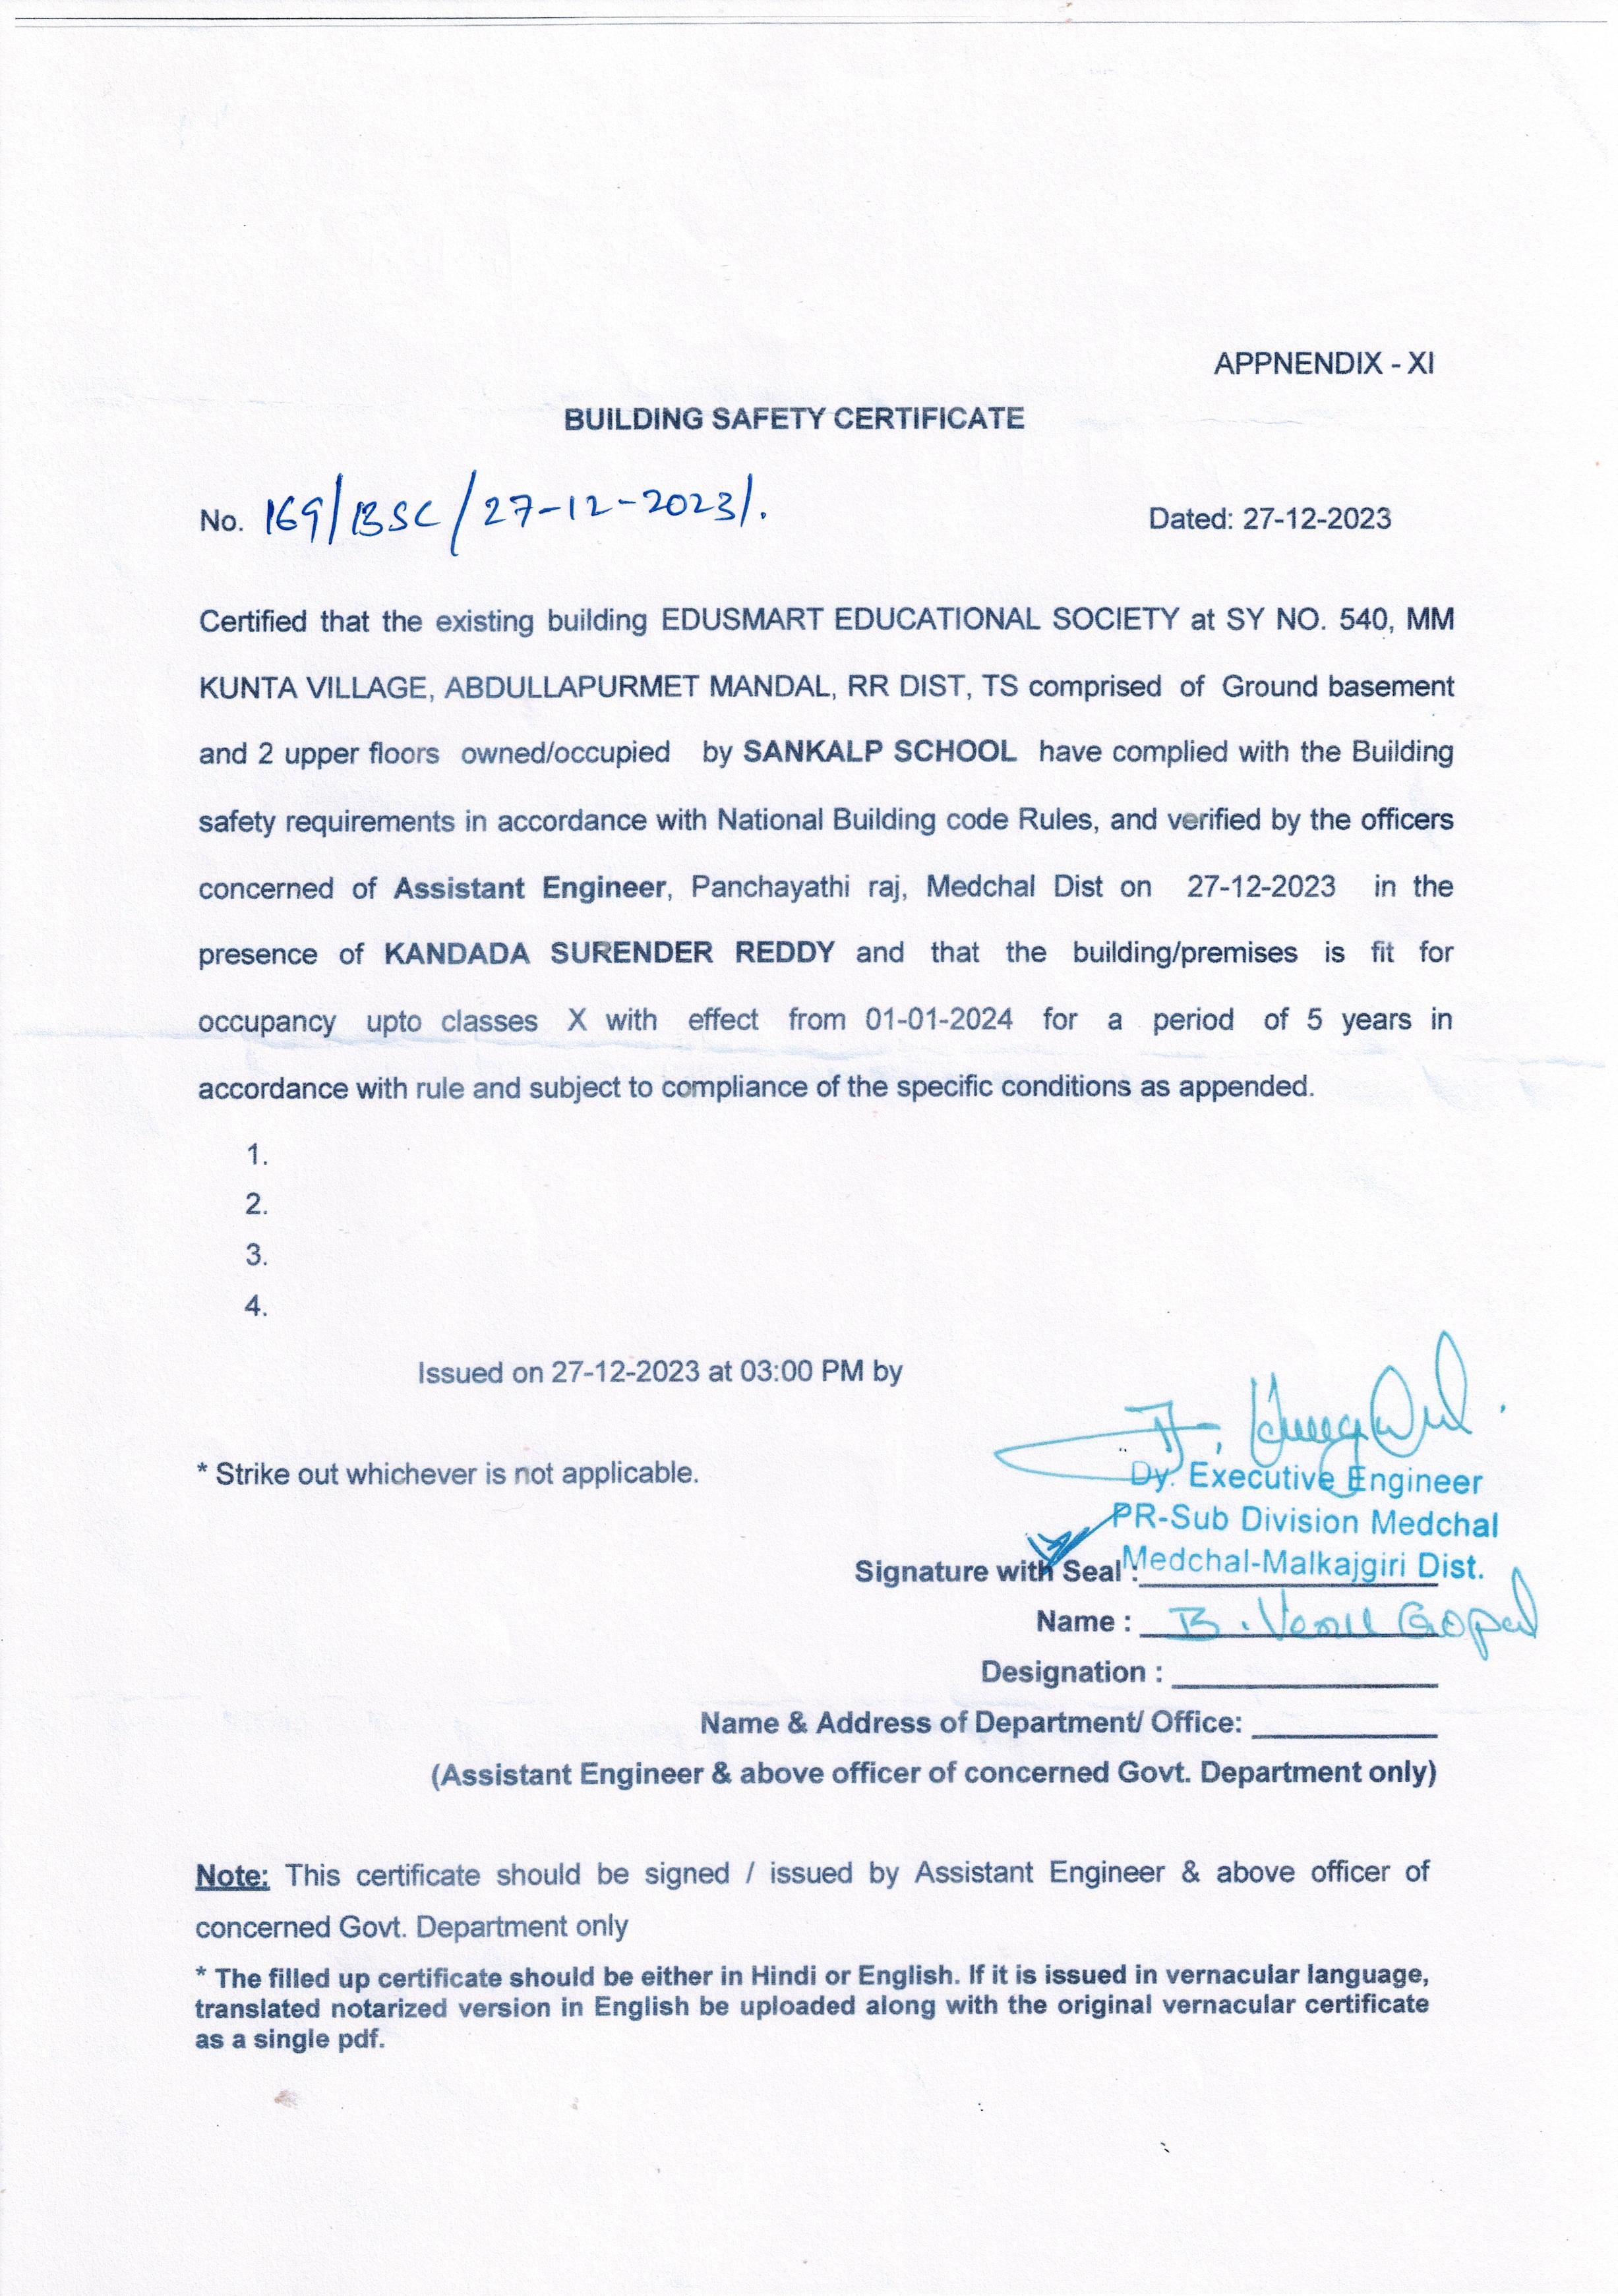 APPNENDIX - XI
BUILDING SAFETY CERTIFICATE
No. 169/BSC/27-12-2023/.
Dated: 27-12-2023
Certified that the existing building EDUSMART EDUCATIONAL SOCIETY at SY NO. 540, MM
KUNTA VILLAGE, ABDULLAPURMET MANDAL, RR DIST, TS comprised of Ground basement
and 2 upper floors owned/occupied by SANKALP SCHOOL have complied with the Building
safety requirements in accordance with National Building code Rules, and verified by the officers
concerned of Assistant Engineer, Panchayathi raj, Medchal Dist on 27-12-2023 in the
presence of KANDADA SURENDER REDDY and that the building/premises is fit for
occupancy upto classes X with effect from 01-01-2024 for a period of 5 years in
accordance with rule and subject to compliance of the specific conditions as appended.
1.
2.
3.
4.
Issued on 27-12-2023 at 03:00 PM by
* Strike out whichever is not applicable.
Dy. Executive Engineer
PR-Sub Division Medchal
Medchal-Malkajgiri Dist.
Signature with Seal :
Name : B. Venu Gopal
Designation :
Name & Address of Department/ Office:
(Assistant Engineer & above officer of concerned Govt. Department only)
Note: This certificate should be signed / issued by Assistant Engineer & above officer of
concerned Govt. Department only
* The filled up certificate should be either in Hindi or English. If it is issued in vernacular language,
translated notarized version in English be uploaded along with the original vernacular certificate
as a single pdf.